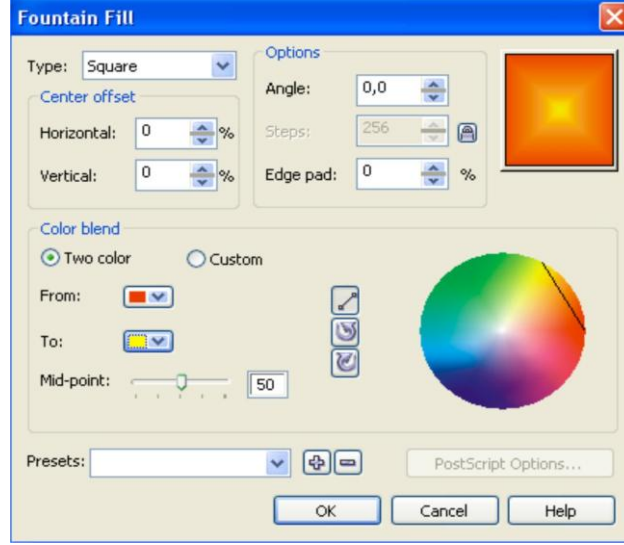 Fountain Fill
Type: Square
Options
Center offset
Angle: 0,0
Horizontal: 0 %
Steps: 256
Vertical: 0 %
Edge pad: 0 %
Color blend
Two color
Custom
From:
To:
Mid-point: 50
Presets:
PostScript Options...
OK
Cancel
Help